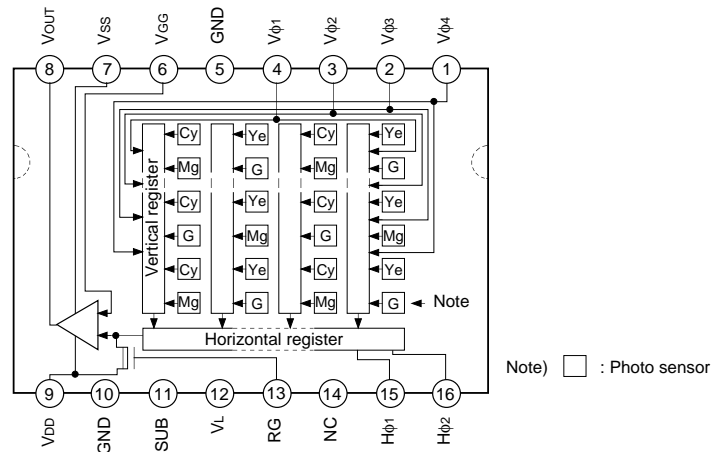 VOUT VSS VGG GND Vφ1 Vφ2 Vφ3 Vφ4
8 7 6 5 4 3 2 1
Cy Ye Cy Ye
Mg G Mg G
Cy Ye Cy Ye
G Mg G Mg
Cy Ye Cy Ye
Mg G Mg G Note
Vertical register
Horizontal register
Note) : Photo sensor
9 10 11 12 13 14 15 16
VDD GND SUB VL RG NC Hφ1 Hφ2